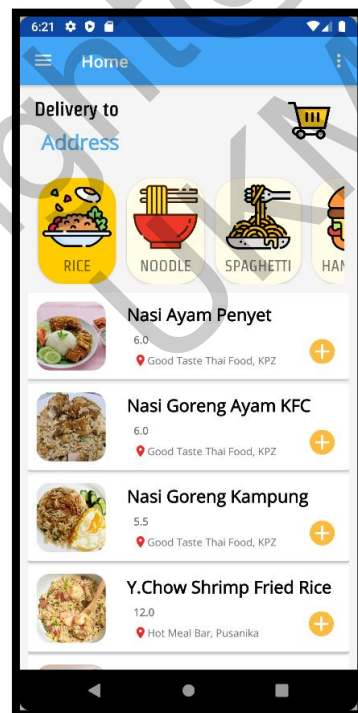 6:21
Home
Delivery to
Address
RICE
NOODLE
SPAGHETTI
HAN
Nasi Ayam Penyet
6.0
Good Taste Thai Food, KPZ
Nasi Goreng Ayam KFC
6.0
Good Taste Thai Food, KPZ
Nasi Goreng Kampung
5.5
Good Taste Thai Food, KPZ
Y.Chow Shrimp Fried Rice
12.0
Hot Meal Bar, Pusanika
UKM